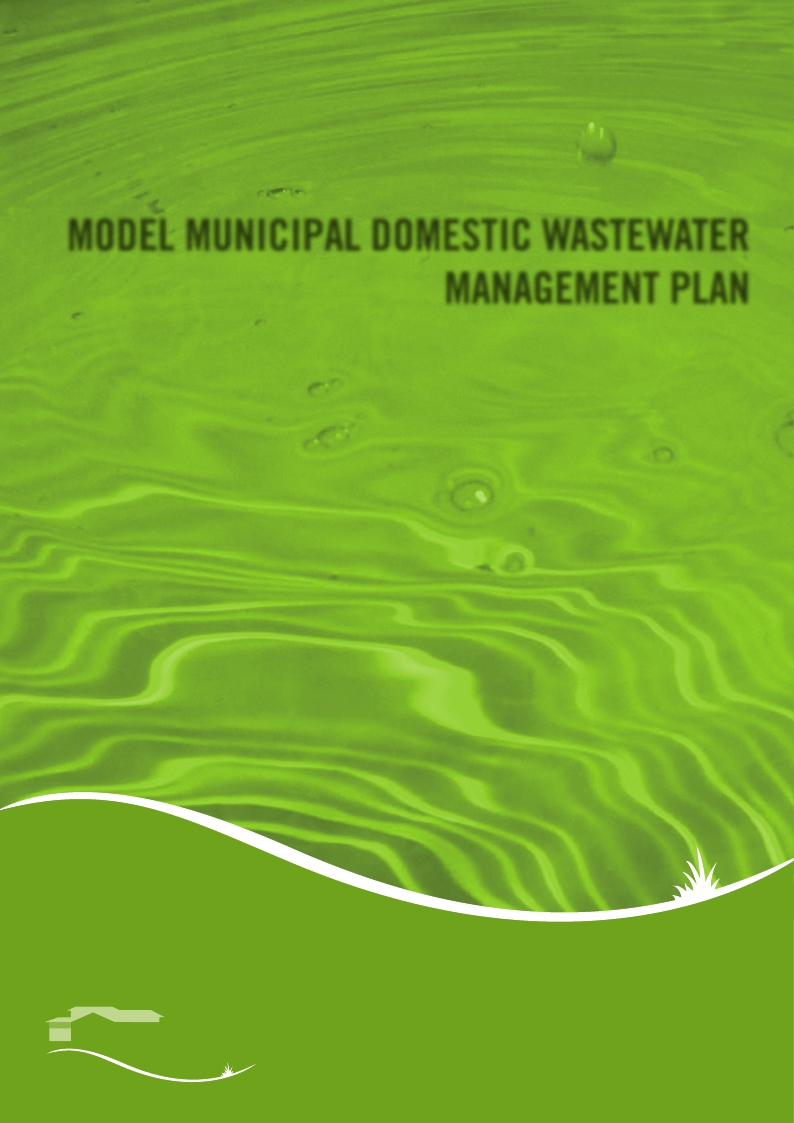 MODEL MUNICIPAL DOMESTIC WASTEWATER
MANAGEMENT PLAN